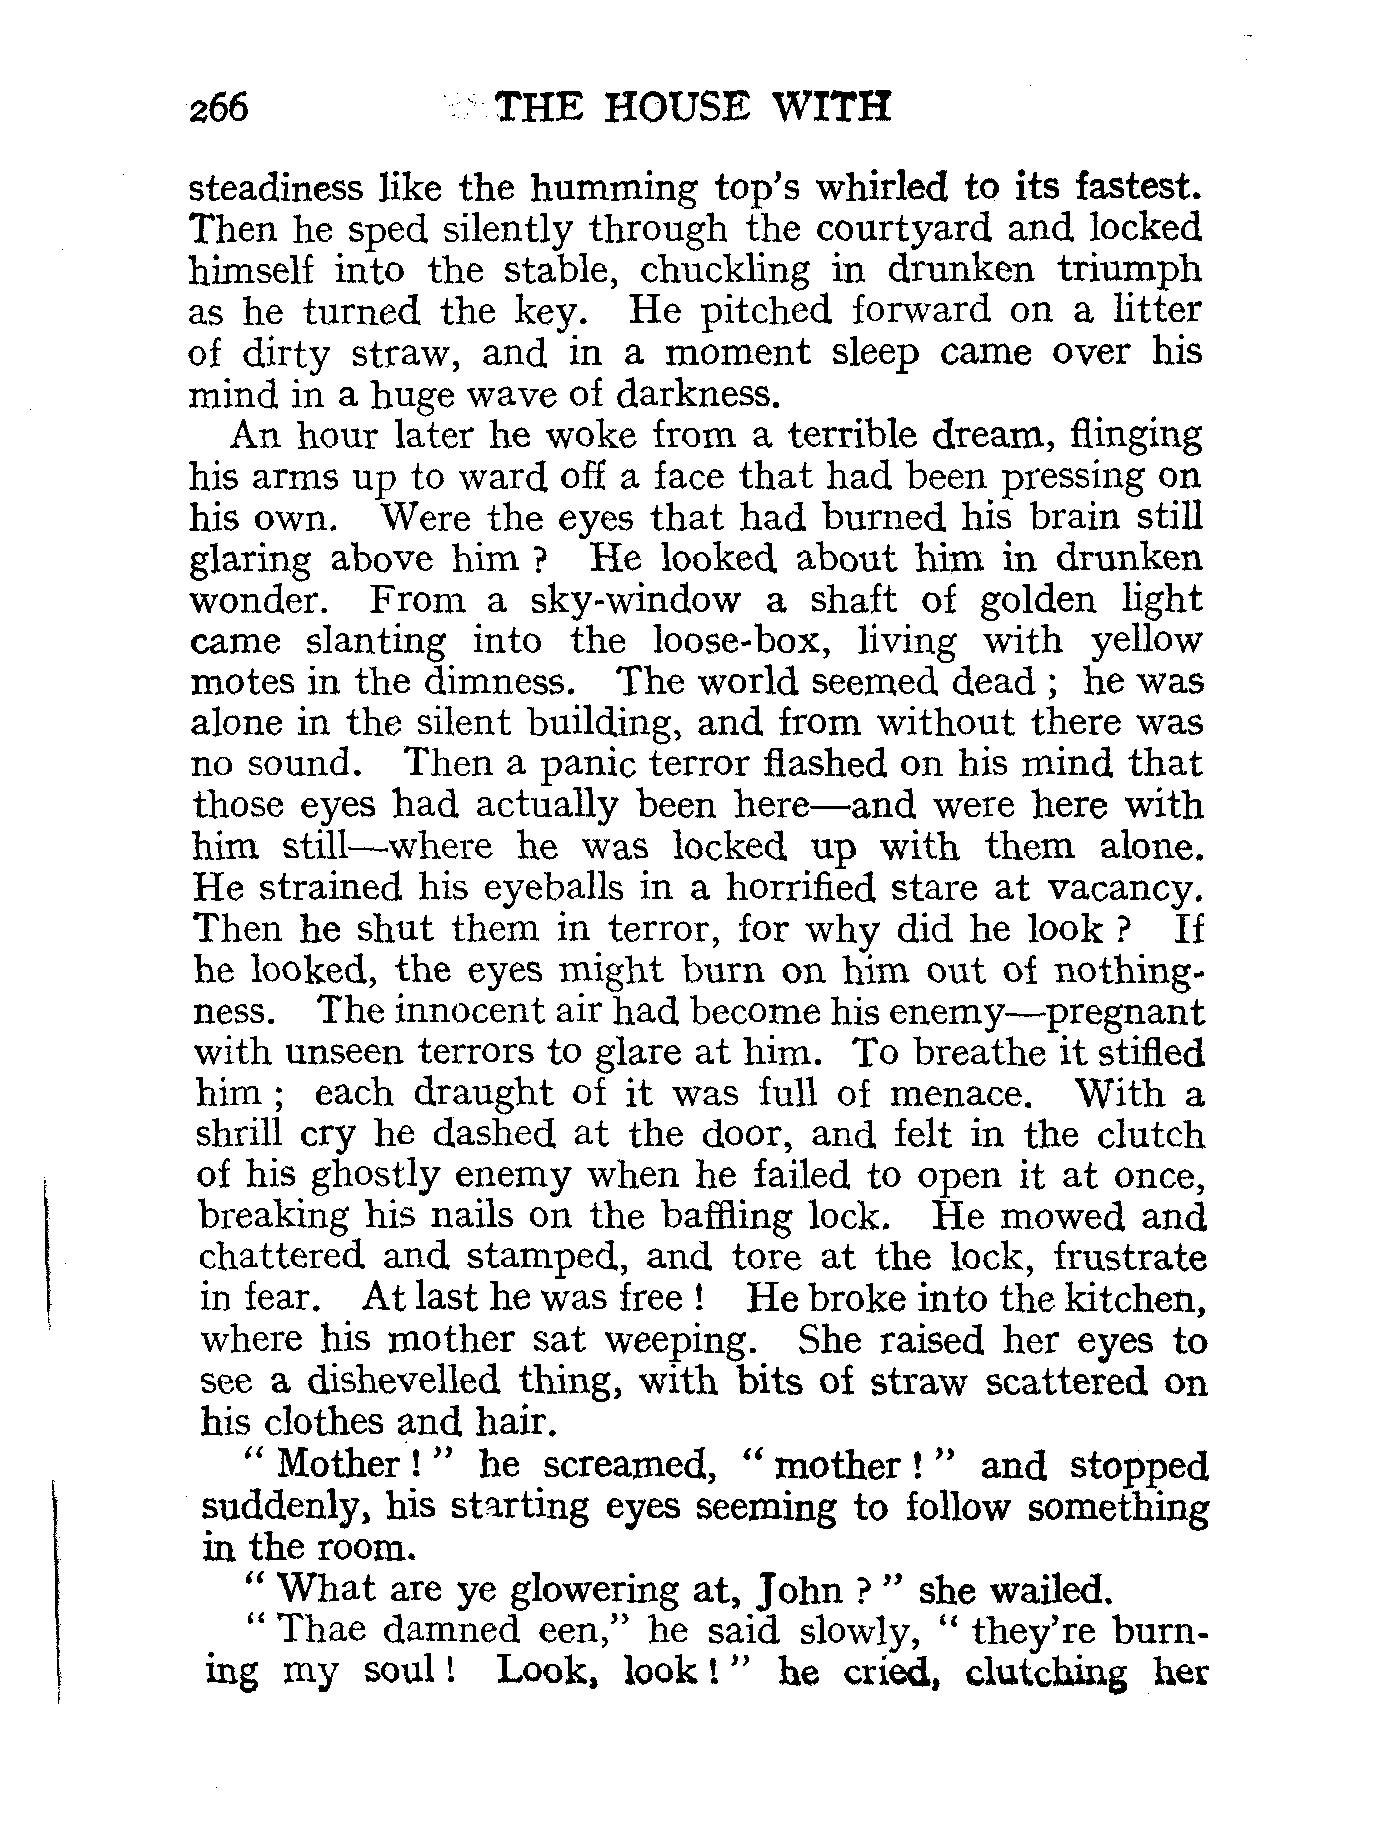 266 THE HOUSE WITH
steadiness like the humming top's whirled to its fastest.
Then he sped silently through the courtyard and locked
himself into the stable, chuckling in drunken triumph
as he turned the key. He pitched forward on a litter
of dirty straw, and in a moment sleep came over his
mind in a huge wave of darkness.
An hour later he woke from a terrible dream, flinging
his arms up to ward off a face that had been pressing on
his own. Were the eyes that had burned his brain still
glaring above him ? He looked about him in drunken
wonder. From a sky-window a shaft of golden light
came slanting into the loose-box, living with yellow
motes in the dimness. The world seemed dead ; he was
alone in the silent building, and from without there was
no sound. Then a panic terror flashed on his mind that
those eyes had actually been here—and were here with
him still—where he was locked up with them alone.
He strained his eyeballs in a horrified stare at vacancy.
Then he shut them in terror, for why did he look ? If
he looked, the eyes might burn on him out of nothing-
ness. The innocent air had become his enemy—pregnant
with unseen terrors to glare at him. To breathe it stifled
him ; each draught of it was full of menace. With a
shrill cry he dashed at the door, and felt in the clutch
of his ghostly enemy when he failed to open it at once,
breaking his nails on the baffling lock. He mowed and
chattered and stamped, and tore at the lock, frustrate
in fear. At last he was free ! He broke into the kitchen,
where his mother sat weeping. She raised her eyes to
see a dishevelled thing, with bits of straw scattered on
his clothes and hair.
" Mother ! " he screamed, " mother ! " and stopped
suddenly, his starting eyes seeming to follow something
in the room.
" What are ye glowering at, John ? " she wailed.
" Thae damned een," he said slowly, " they're burn-
ing my soul ! Look, look ! " he cried, clutching her